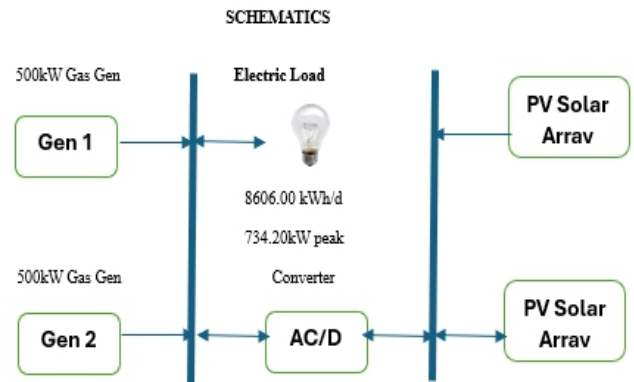 SCHEMATICS
500kW Gas Gen
Electric Load
Gen 1
PV Solar
Arrav
8606.00 kWh/d
734.20kW peak
500kW Gas Gen
Converter
Gen 2
AC/D
PV Solar
Arrav